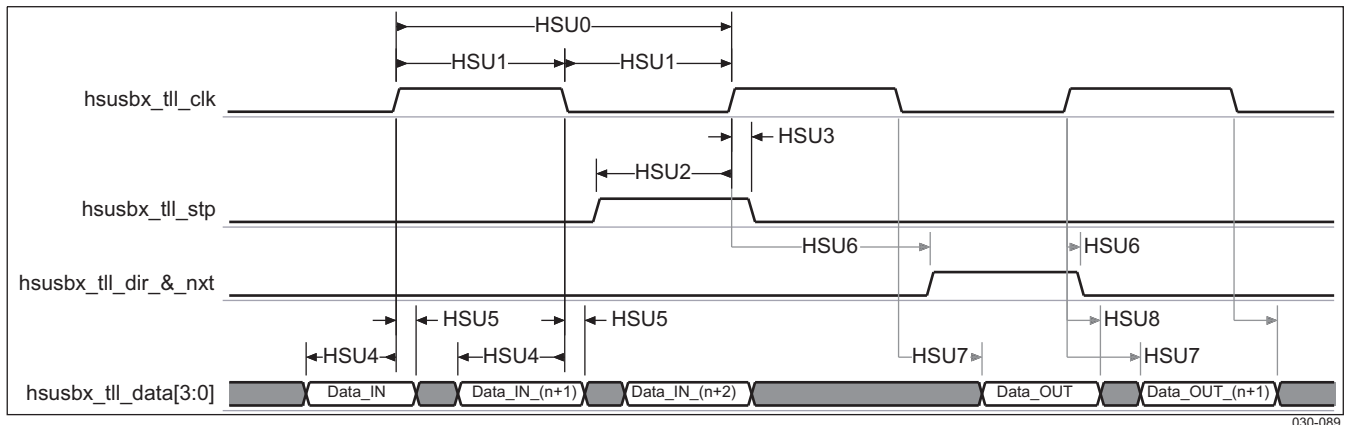 HSU0
HSU1 HSU1
hsusbx_tll_clk
HSU3
HSU2
hsusbx_tll_stp
HSU6 HSU6
hsusbx_tll_dir_&_nxt
HSU5 HSU5 HSU8
HSU4 HSU4 HSU7 HSU7
hsusbx_tll_data[3:0] Data_IN Data_IN_(n+1) Data_IN_(n+2) Data_OUT Data_OUT_(n+1)
030-089